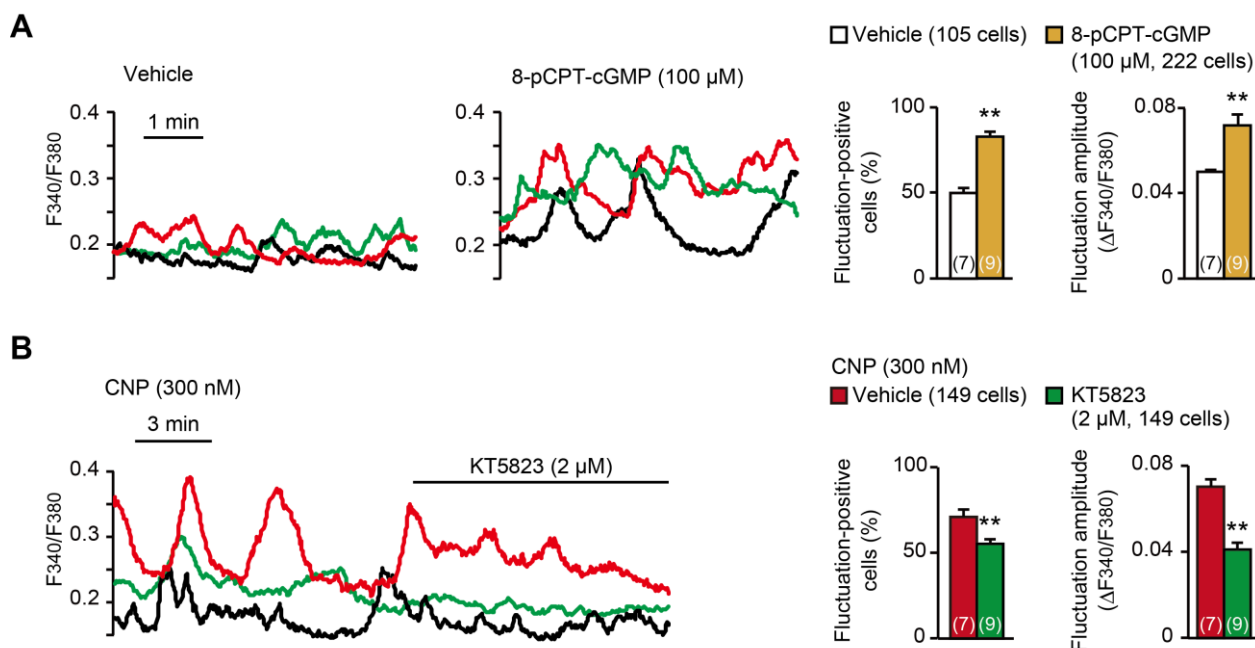 A
Vehicle
1 min
F340/F380
0.4
0.3
0.2
8-pCPT-cGMP (100 µM)
0.4
0.3
0.2
Vehicle (105 cells)
8-pCPT-cGMP
(100 µM, 222 cells)
Fluctuation-positive
cells (%)
100
50
0
**
(7)
(9)
Fluctuation amplitude
(ΔF340/F380)
0.08
0.04
0
**
(7)
(9)
B
CNP (300 nM)
3 min
KT5823 (2 µM)
F340/F380
0.4
0.3
0.2
CNP (300 nM)
Vehicle (149 cells)
KT5823
(2 µM, 149 cells)
Fluctuation-positive
cells (%)
100
50
0
**
(7)
(9)
Fluctuation amplitude
(ΔF340/F380)
0.08
0.04
0
**
(7)
(9)